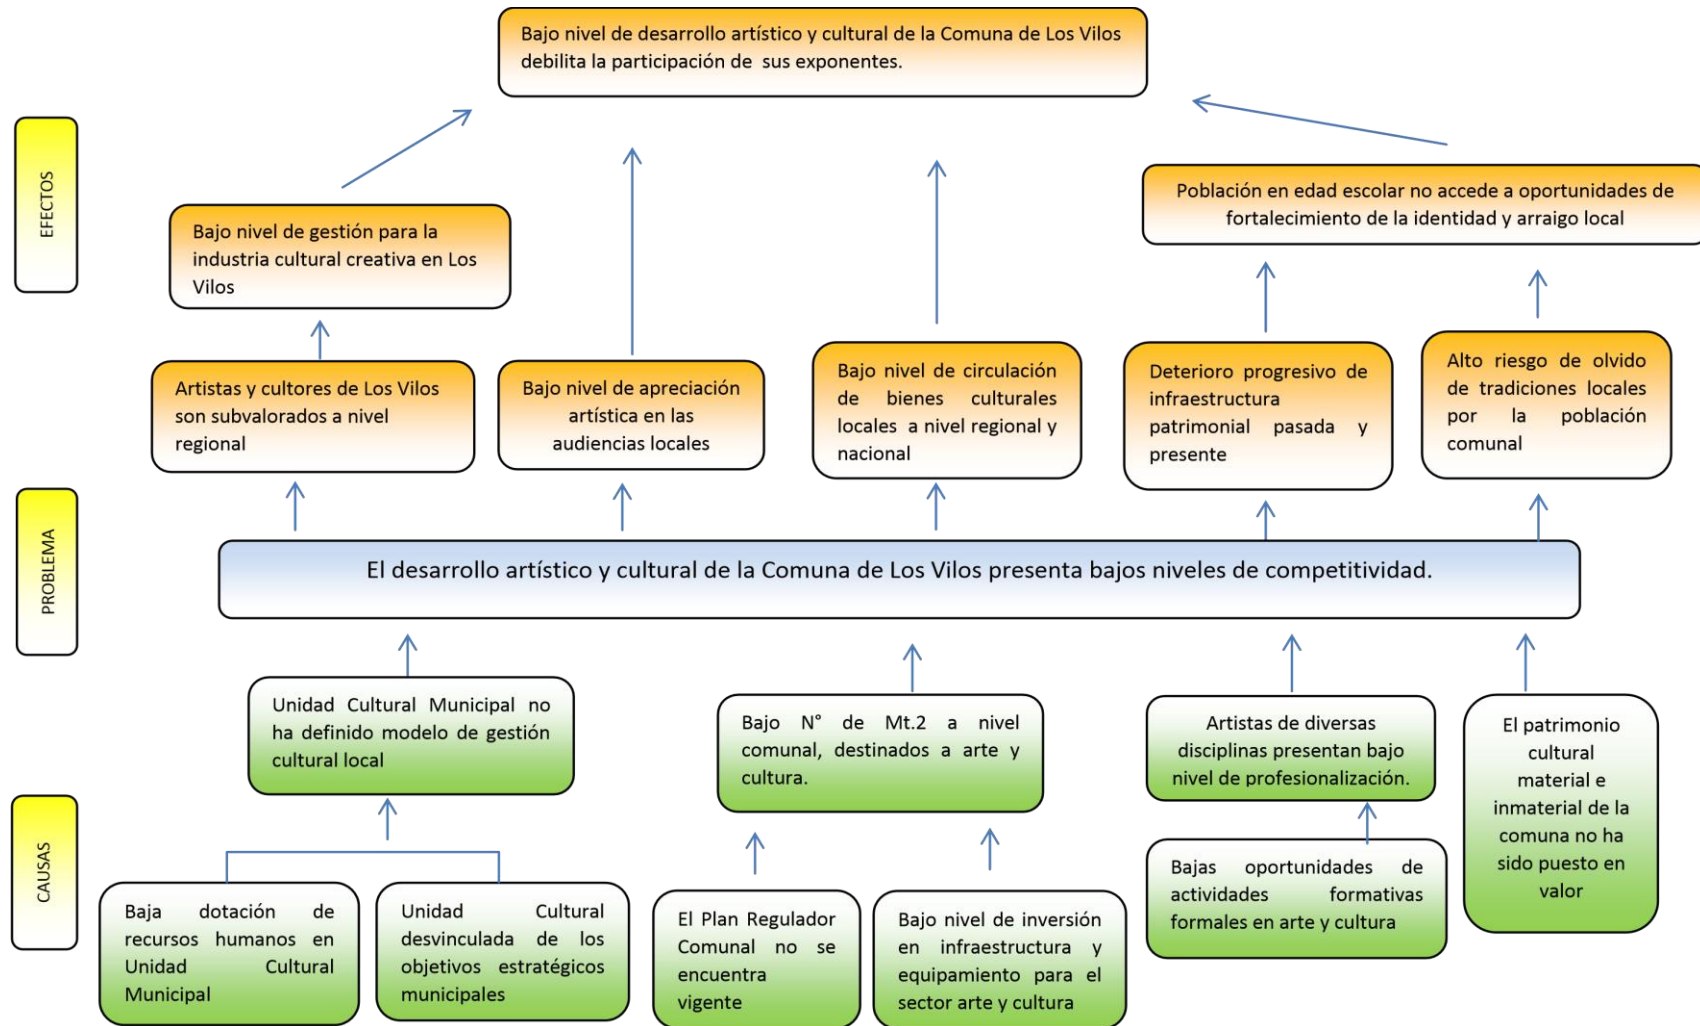 Bajo nivel de desarrollo artístico y cultural de la Comuna de Los Vilos
debilita la participación de sus exponentes.
EFECTOS
Bajo nivel de gestión para la
industria cultural creativa en Los
Vilos
Población en edad escolar no accede a oportunidades de
fortalecimiento de la identidad y arraigo local
Artistas y cultores de Los Vilos
son subvalorados a nivel
regional
Bajo nivel de apreciación
artística en las
audiencias locales
Bajo nivel de circulación
de bienes culturales
locales a nivel regional y
nacional
Deterioro progresivo de
infraestructura
patrimonial pasada y
presente
Alto riesgo de olvido
de tradiciones locales
por la población
comunal
PROBLEMA
El desarrollo artístico y cultural de la Comuna de Los Vilos presenta bajos niveles de competitividad.
CAUSAS
Unidad Cultural Municipal no
ha definido modelo de gestión
cultural local
Bajo N° de Mt.2 a nivel
comunal, destinados a arte y
cultura.
Artistas de diversas
disciplinas presentan bajo
nivel de profesionalización.
El patrimonio
cultural
material e
inmaterial de la
comuna no ha
sido puesto en
valor
Baja dotación de
recursos humanos en
Unidad Cultural
Municipal
Unidad Cultural
desvinculada de los
objetivos estratégicos
municipales
El Plan Regulador
Comunal no se
encuentra
vigente
Bajo nivel de inversión
en infraestructura y
equipamiento para el
sector arte y cultura
Bajas oportunidades de
actividades formativas
formales en arte y cultura